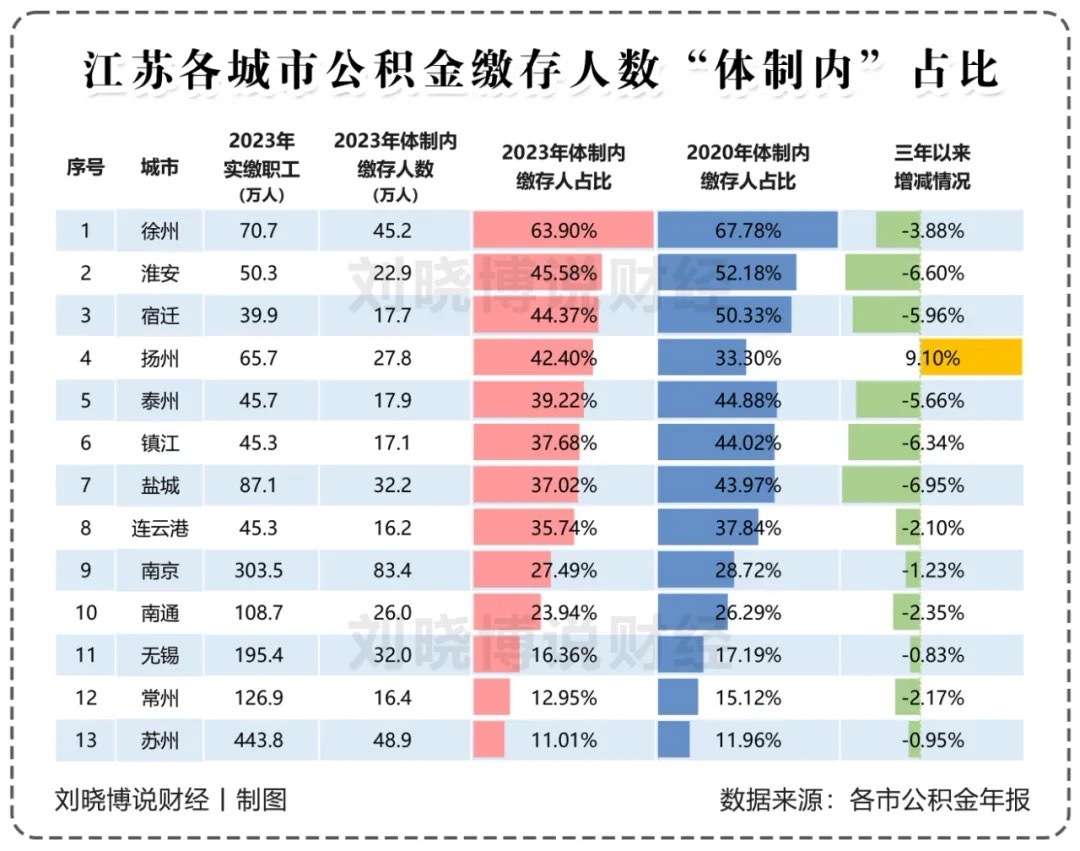 江苏各城市公积金缴存人数“体制内”占比
序号 城市 2023年实缴职工(万人) 2023年体制内缴存人数(万人) 2023年体制内缴存人占比 2020年体制内缴存人占比 三年以来增减情况
1 徐州 70.7 45.2 63.90% 67.78% -3.88%
2 淮安 50.3 22.9 45.58% 52.18% -6.60%
3 宿迁 39.9 17.7 44.37% 50.33% -5.96%
4 扬州 65.7 27.8 42.40% 33.30% 9.10%
5 泰州 45.7 17.9 39.22% 44.88% -5.66%
6 镇江 45.3 17.1 37.68% 44.02% -6.34%
7 盐城 87.1 32.2 37.02% 43.97% -6.95%
8 连云港 45.3 16.2 35.74% 37.84% -2.10%
9 南京 303.5 83.4 27.49% 28.72% -1.23%
10 南通 108.7 26.0 23.94% 26.29% -2.35%
11 无锡 195.4 32.0 16.36% 17.19% -0.83%
12 常州 126.9 16.4 12.95% 15.12% -2.17%
13 苏州 443.8 48.9 11.01% 11.96% -0.95%
刘晓博说财经
刘晓博说财经
刘晓博说财经丨制图 数据来源：各市公积金年报